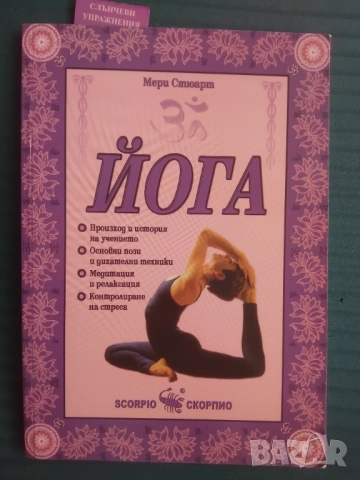 СЛЪНЧЕВИ
УПРАЖНЕНИЯ
Мери Стюарт
ॐ
ЙОГА
Произход и история
на учението
Основни пози
и дихателни техники
Медитация
и релаксация
Контролиране
на стреса
SCORPIO ® СКОРПИО
BAZAR